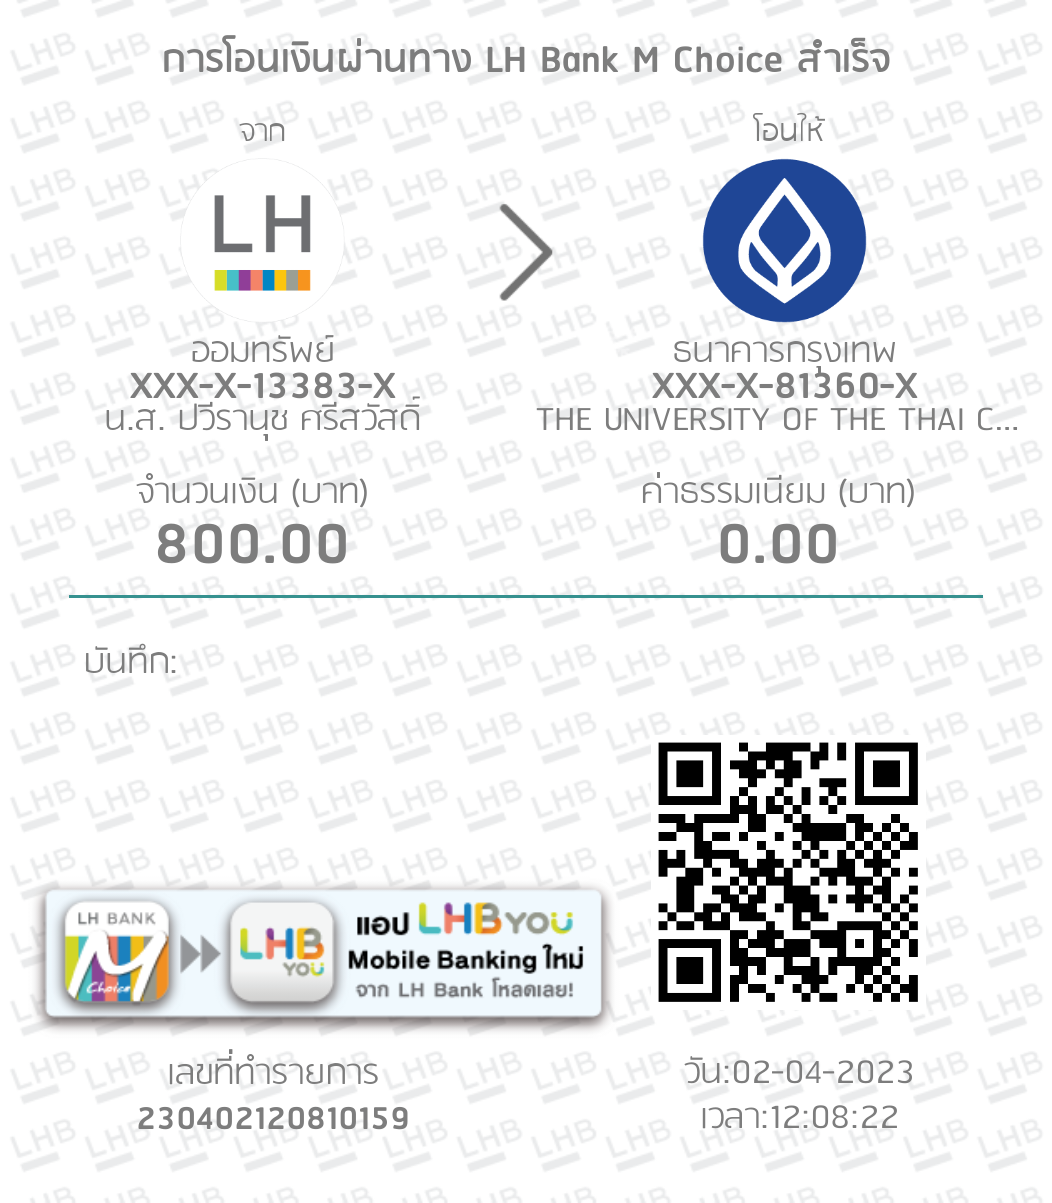 การโอนเงินผ่านทาง LH Bank M Choice สำเร็จ
จาก
โอนให้
LH
ออมทรัพย์
XXX-X-13383-X
น.ส. ปวีรานุช ศรีสวัสดิ์
ธนาคารกรุงเทพ
XXX-X-81360-X
THE UNIVERSITY OF THE THAI C...
จำนวนเงิน (บาท)
800.00
ค่าธรรมเนียม (บาท)
0.00
บันทึก:
LH BANK
M
Choice
LHB
YOU
แอป LHB YOU
Mobile Banking ใหม่
จาก LH Bank โหลดเลย!
เลขที่ทำรายการ
230402120810159
วัน:02-04-2023
เวลา:12:08:22